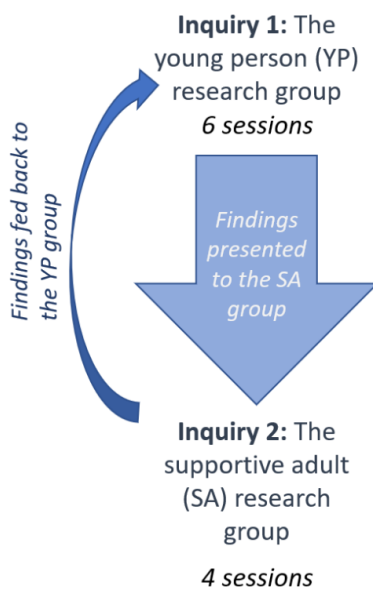 Inquiry 1: The
young person (YP)
research group
6 sessions
Findings fed back to
the YP group
Findings
presented
to the SA
group
Inquiry 2: The
supportive adult
(SA) research
group
4 sessions